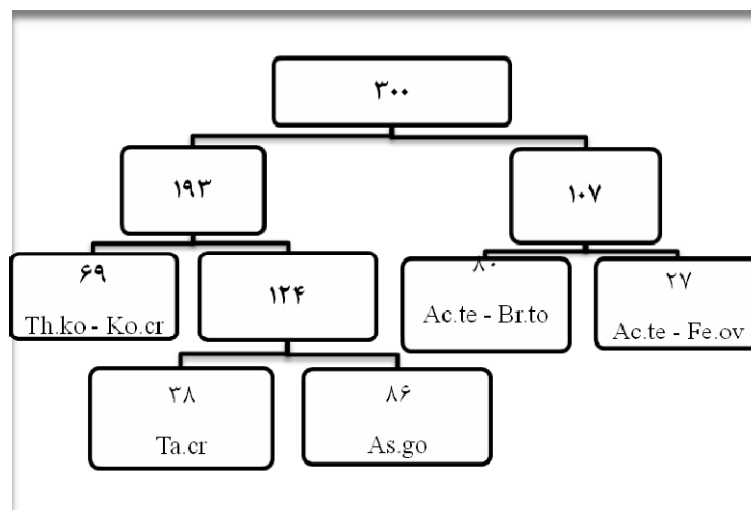 ۳۰۰
۱۹۳
۱۰۷
۶۹
Th.ko - Ko.cr
۱۲۴
۸۰
Ac.te - Br.to
۲۷
Ac.te - Fe.ov
۳۸
Ta.cr
۸۶
As.go